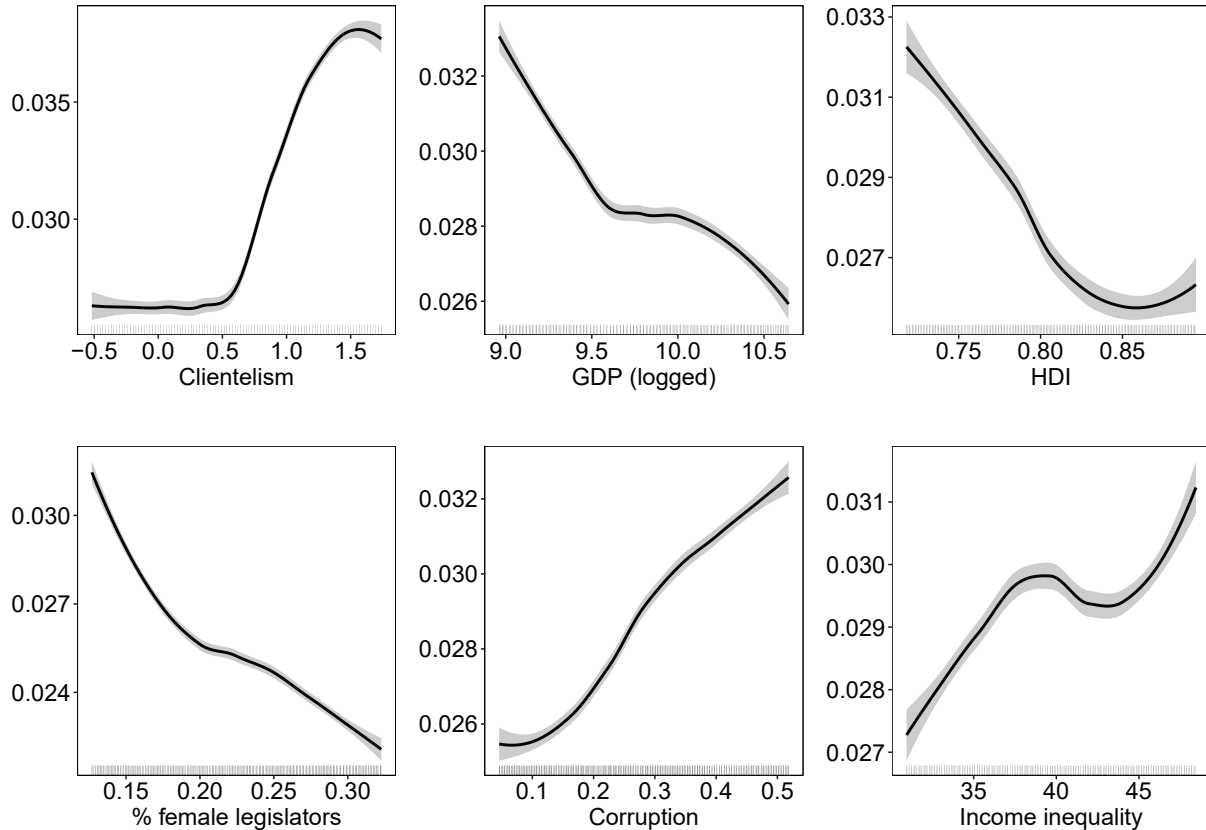 0.035
0.030
−0.5 0.0 0.5 1.0 1.5
Clientelism
0.032
0.030
0.028
0.026
9.0 9.5 10.0 10.5
GDP (logged)
0.033
0.031
0.029
0.027
0.75 0.80 0.85
HDI
0.030
0.027
0.024
0.15 0.20 0.25 0.30
% female legislators
0.032
0.030
0.028
0.026
0.1 0.2 0.3 0.4 0.5
Corruption
0.031
0.030
0.029
0.028
0.027
35 40 45
Income inequality